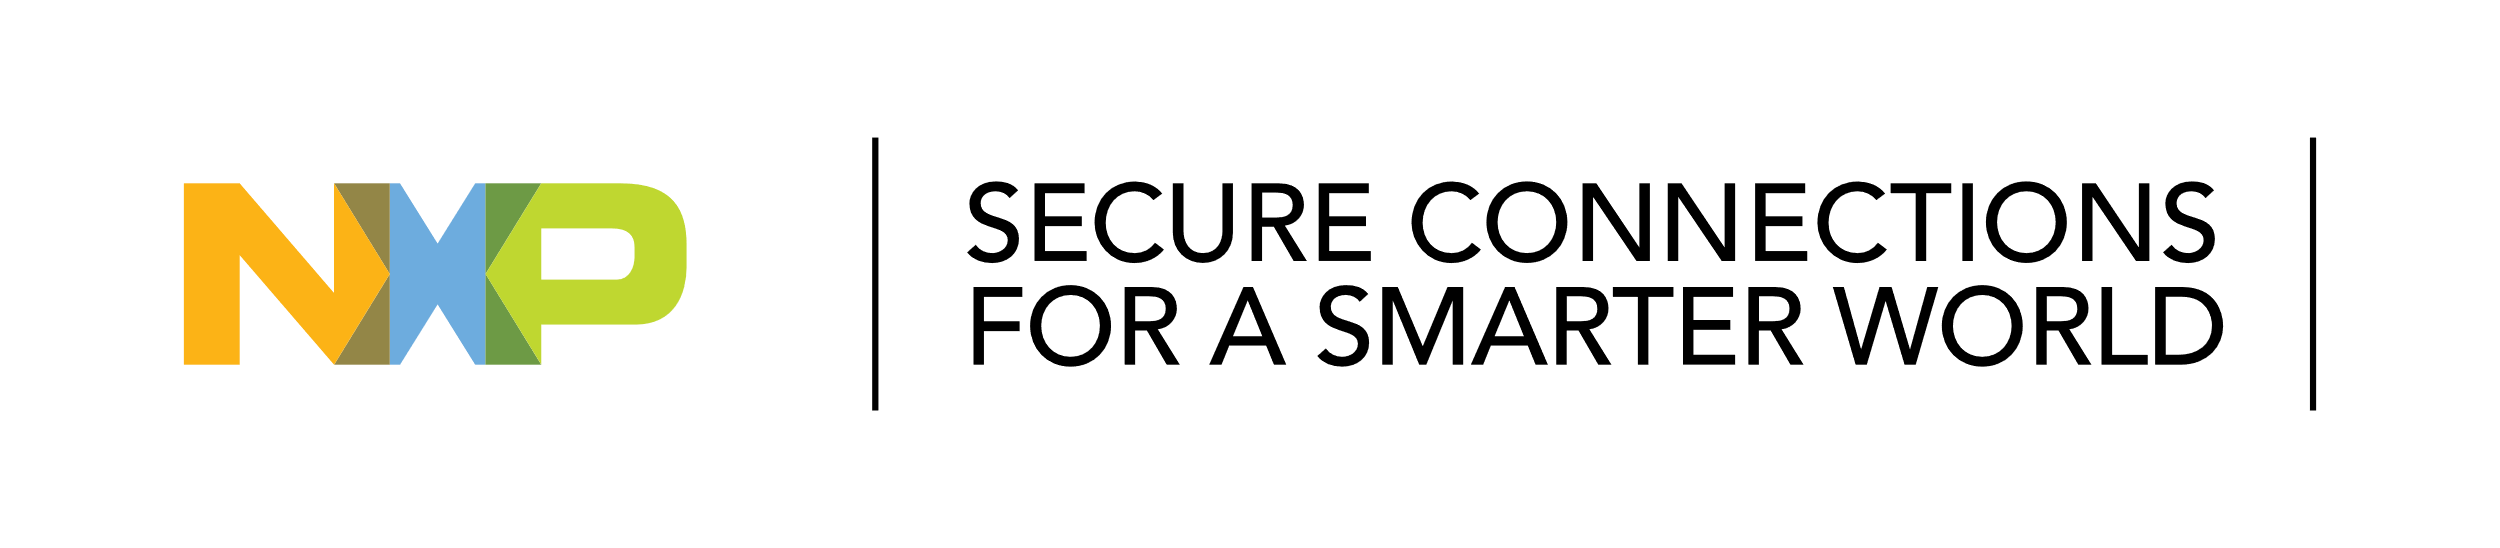 NXP
SECURE CONNECTIONS
FOR A SMARTER WORLD